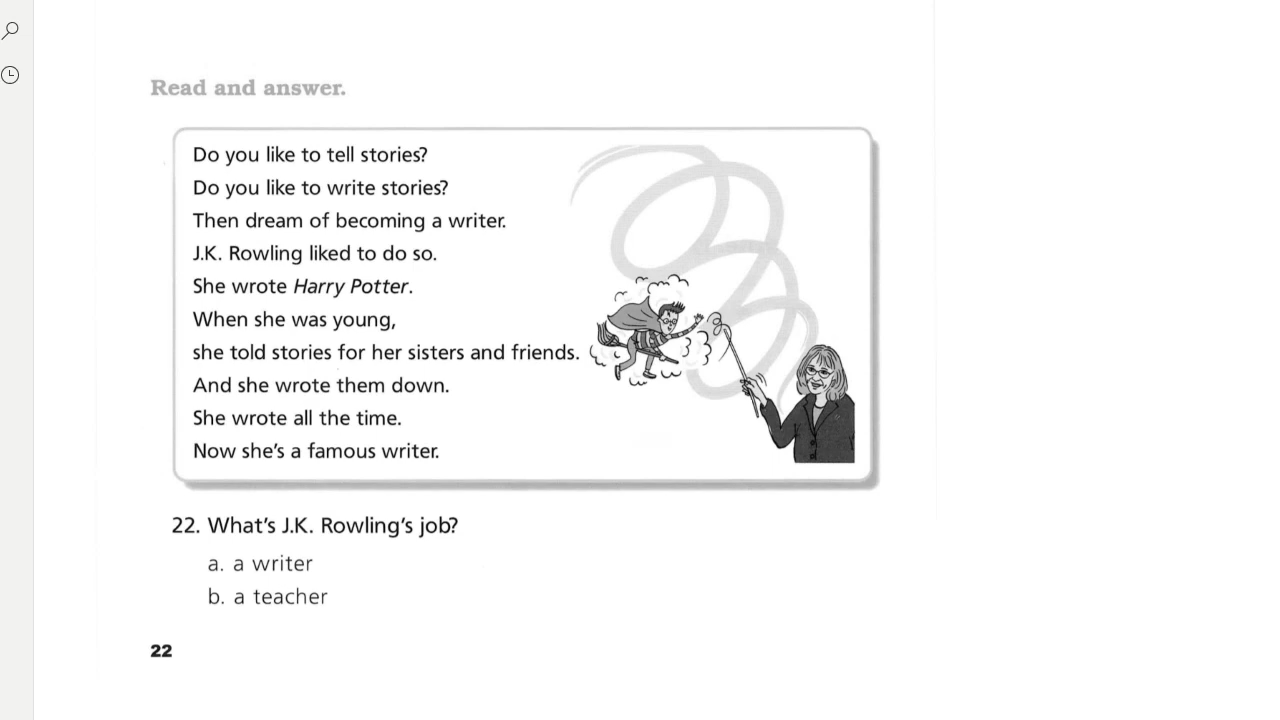 Read and answer.
Do you like to tell stories?
Do you like to write stories?
Then dream of becoming a writer.
J.K. Rowling liked to do so.
She wrote Harry Potter.
When she was young,
she told stories for her sisters and friends.
And she wrote them down.
She wrote all the time.
Now she's a famous writer.
22. What's J.K. Rowling's job?
a. a writer
b. a teacher
22